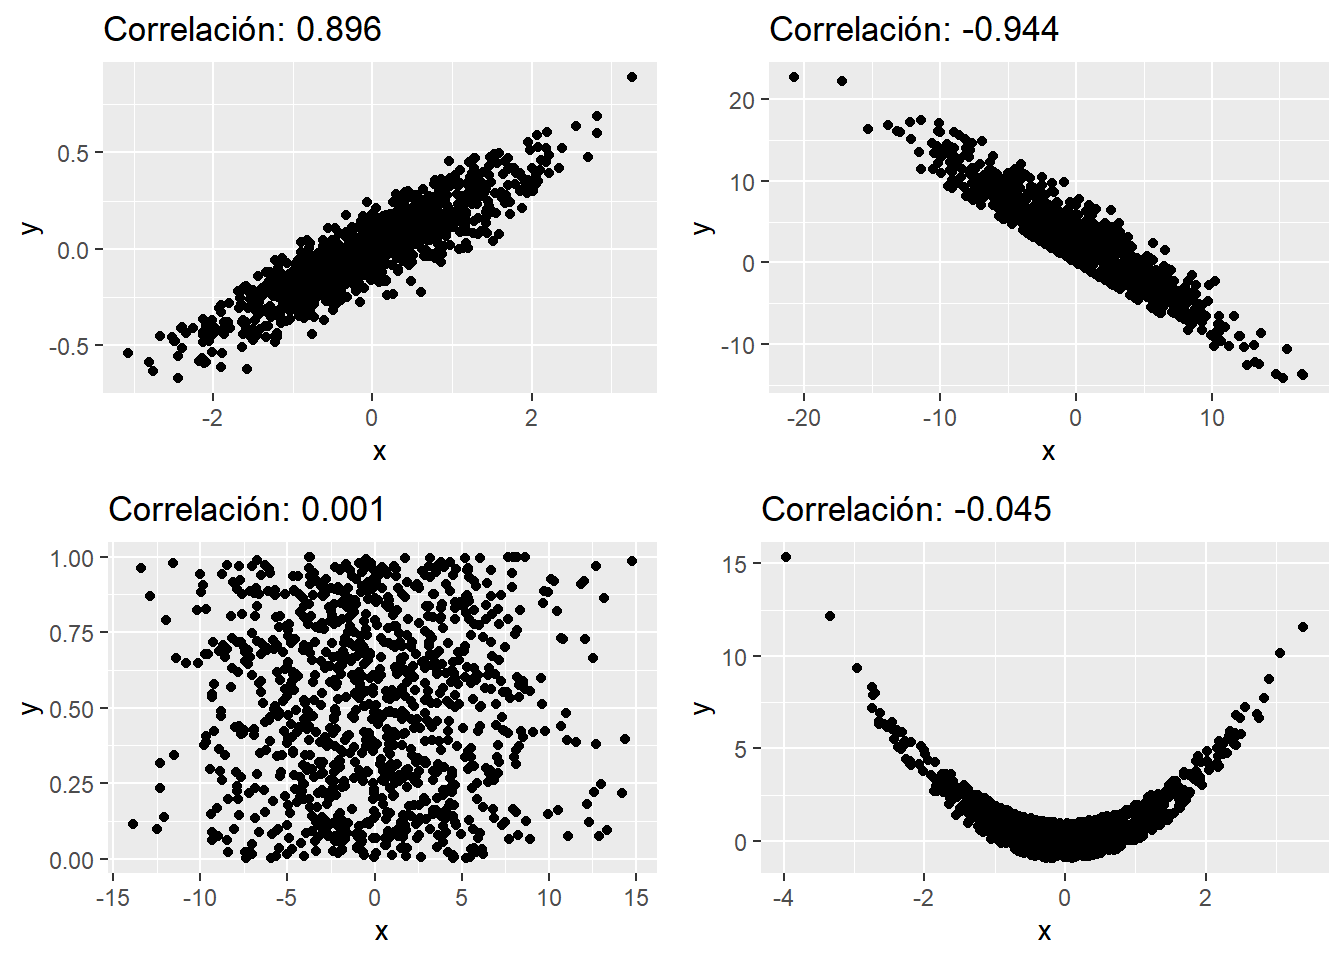 Correlación: 0.896
0.5
0.0
-0.5
y
-2 0 2
x
Correlación: -0.944
20
10
0
-10
y
-20 -10 0 10
x
Correlación: 0.001
1.00
0.75
0.50
0.25
0.00
y
-15 -10 -5 0 5 10 15
x
Correlación: -0.045
15
10
5
0
y
-4 -2 0 2
x